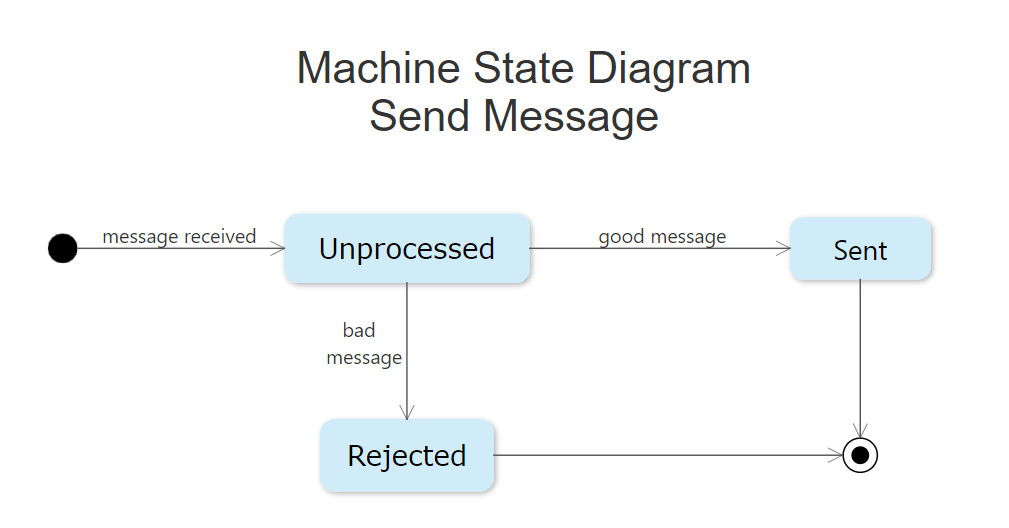 Machine State Diagram
Send Message
message received
Unprocessed
good message
Sent
bad
message
Rejected